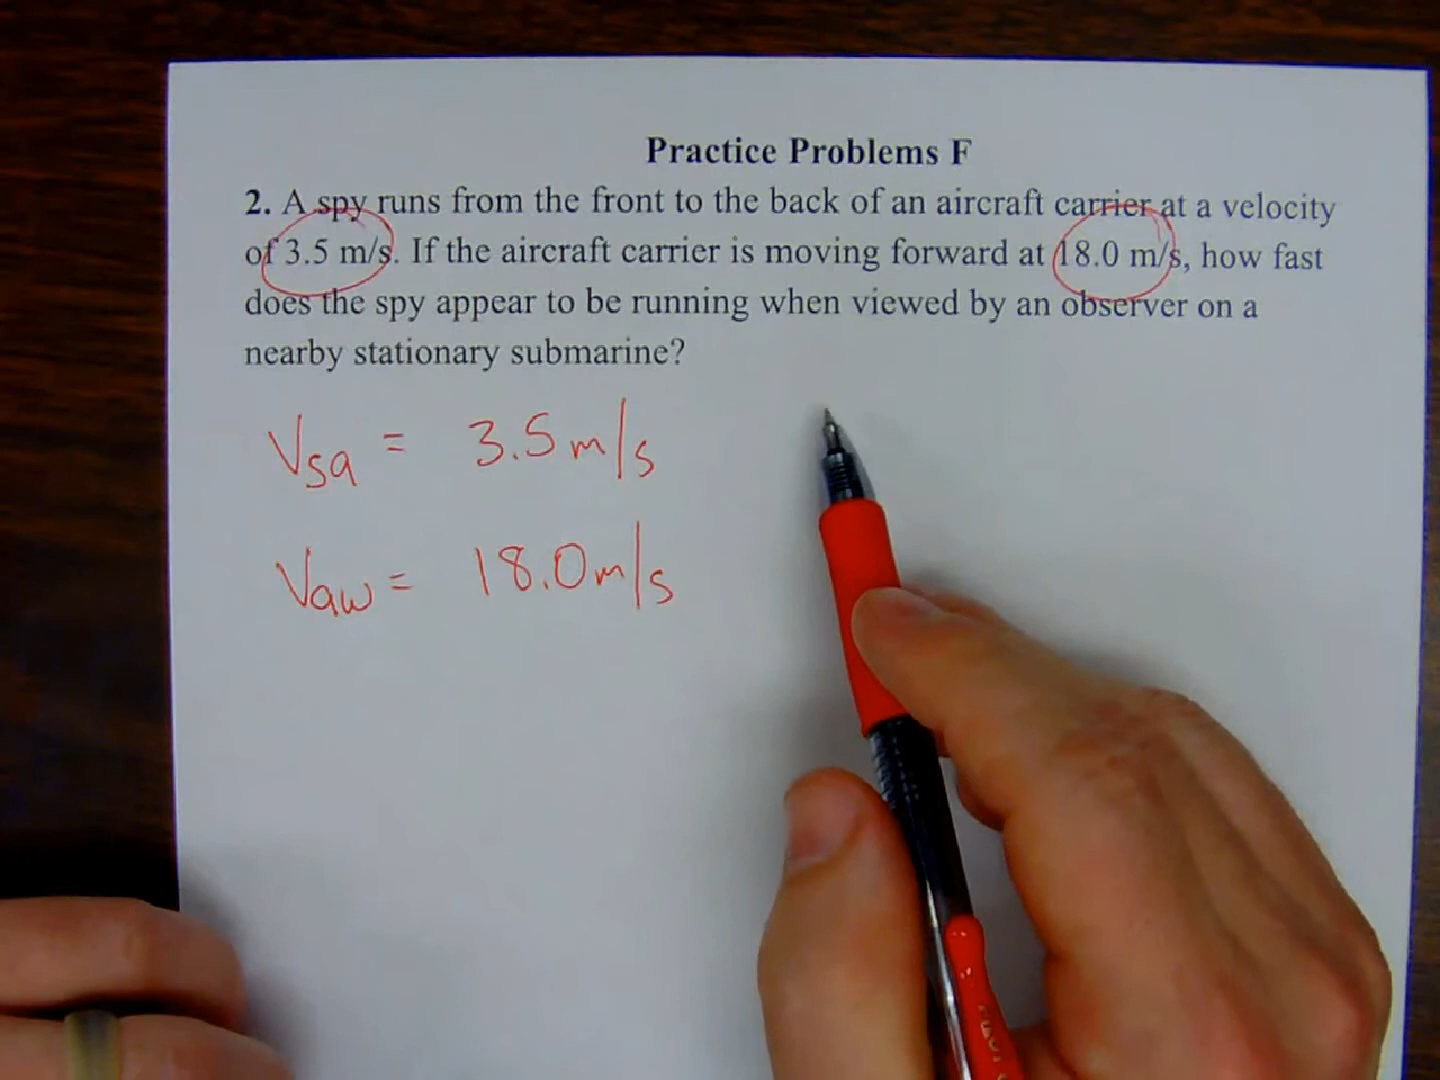 Practice Problems F
2. A spy runs from the front to the back of an aircraft carrier at a velocity
of 3.5 m/s. If the aircraft carrier is moving forward at 18.0 m/s, how fast
does the spy appear to be running when viewed by an observer on a
nearby stationary submarine?
Vsa = 3.5 m/s
Vaw = 18.0 m/s